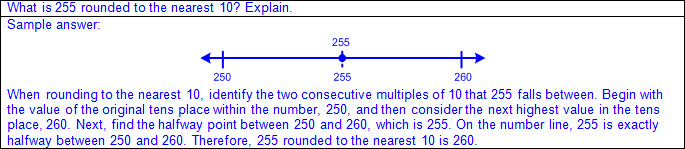 What is 255 rounded to the nearest 10? Explain.
Sample answer:
255
250 255 260
When rounding to the nearest 10, identify the two consecutive multiples of 10 that 255 falls between. Begin with
the value of the original tens place within the number, 250, and then consider the next highest value in the tens
place, 260. Next, find the halfway point between 250 and 260, which is 255. On the number line, 255 is exactly
halfway between 250 and 260. Therefore, 255 rounded to the nearest 10 is 260.